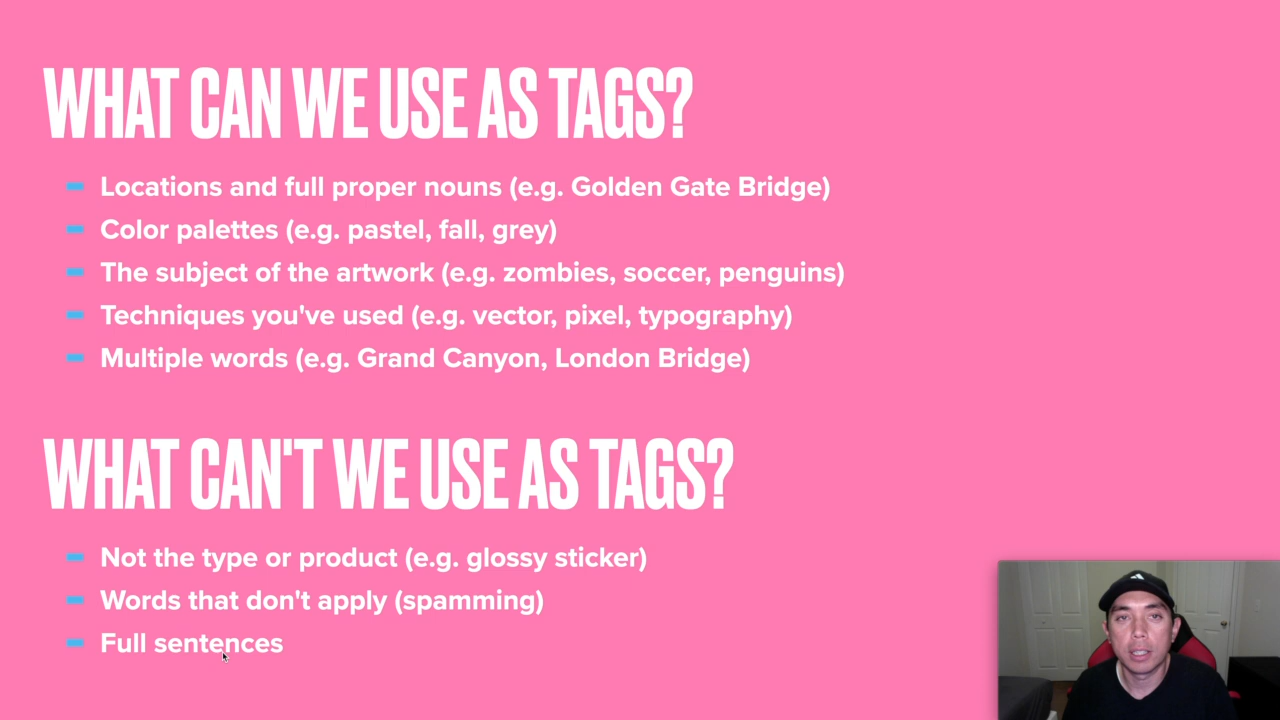 WHAT CAN WE USE AS TAGS?
Locations and full proper nouns (e.g. Golden Gate Bridge)
Color palettes (e.g. pastel, fall, grey)
The subject of the artwork (e.g. zombies, soccer, penguins)
Techniques you've used (e.g. vector, pixel, typography)
Multiple words (e.g. Grand Canyon, London Bridge)
WHAT CAN'T WE USE AS TAGS?
Not the type or product (e.g. glossy sticker)
Words that don't apply (spamming)
Full sentences